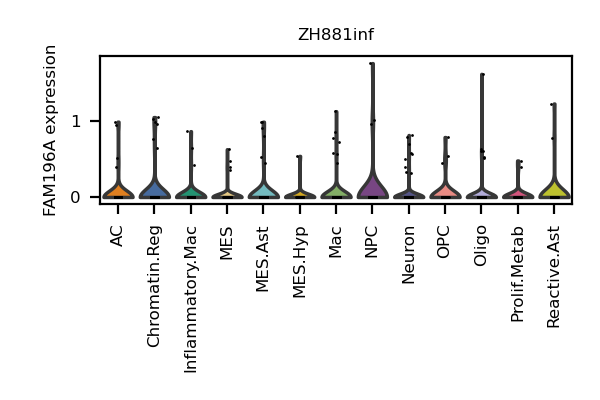 ZH881inf
FAM196A expression
1
0
AC
Chromatin.Reg
Inflammatory.Mac
MES
MES.Ast
MES.Hyp
Mac
NPC
Neuron
OPC
Oligo
Prolif.Metab
Reactive.Ast